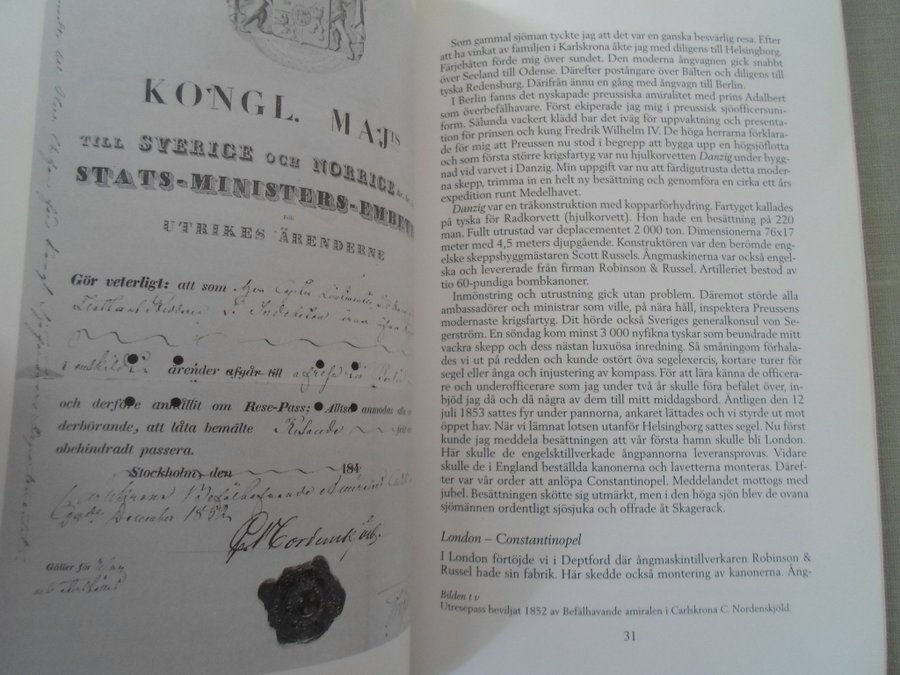 KONGL. MAJ:ts
TILL SVERIGE OCH NORRIGE
STATS-MINISTERS-EMBET
för
UTRIKES ÄRENDERNE
Gör veterligt: att som
i enskilda ärender afgår till
och derföre anhållit om Rese-Pass; Alltså anmodas
derbörande, att låta bemälte Resande
obehindradt passera.
Stockholm, den 184
December 1852
C. Nordenskjöld
Gäller för
Som gammal sjöman tyckte jag att det var en ganska besvärlig resa. Efter
att ha vinkat av familjen i Karlskrona åkte jag med diligens till Helsingborg.
Färjebåten förde mig över sundet. Den moderna ångvagnen gick snabbt
över Seeland till Odense. Därefter postångare över Bälten och diligens till
tyska Redensburg. Därifrån ännu en gång med ångvagn till Berlin.
I Berlin fanns det nyskapade preussiska amiralitet med prins Adalbert
som överbefälhavare. Först ekiperade jag mig i preussisk sjöofficersuni-
form. Sålunda vackert klädd bar det iväg för uppvaktning och presenta-
tion för prinsen och kung Fredrik Wilhelm IV. De höga herrarna förklara-
de för mig att Preussen nu stod i begrepp att bygga upp en högsjöflotta
och som första större krigsfartyg var nu hjulkorvetten Danzig under bygg-
nad vid varvet i Danzig. Min uppgift var nu att färdigutrusta detta moder-
na skepp, trimma in en helt ny besättning och genomföra en cirka ett års
expedition runt Medelhavet.
Danzig var en träkonstruktion med kopparförhydring. Fartyget kallades
på tyska för Radkorvett (hjulkorvett). Hon hade en besättning på 220
man. Fullt utrustad var deplacementet 2 000 ton. Dimensionerna 76x17
meter med 4,5 meters djupgående. Konstruktören var den berömde eng-
elske skeppsbyggmästaren Scott Russels. Ångmaskinerna var också engel-
ska och levererade från firman Robinson & Russel. Artilleriet bestod av
tio 60-pundiga bombkanoner.
Inmönstring och utrustning gick utan problem. Däremot störde alla
ambassadörer och ministrar som ville, på nära håll, inspektera Preussens
modernaste krigsfartyg. Dit hörde också Sveriges generalkonsul von Se-
gerström. En söndag kom minst 3 000 nyfikna tyskar som beundrade mitt
vackra skepp och dess nästan luxuösa inredning. Så småningom förhala-
des vi ut på redden och kunde ostört öva segelexercis, kortare turer för
segel eller ånga och injustering av kompass. För att lära känna de officera-
re och underofficerare som jag under två år skulle föra befälet över, in-
bjöd jag då och då några av dem till mitt middagsbord. Äntligen den 12
juli 1853 sattes fyr under pannorna, ankaret lättades och vi styrde ut mot
öppet hav. När vi lämnat lotsen utanför Helsingborg sattes segel. Nu först
kunde jag meddela besättningen att vår första hamn skulle bli London.
Här skulle de engelsktillverkade ångpannorna leveransprovas. Vidare
skulle de i England beställda kanonerna och lavetterna monteras. Däref-
ter var vår order att anlöpa Constantinopel. Meddelandet mottogs med
jubel. Besättningen skötte sig utmärkt, men i den höga sjön blev de ovana
sjömännen ordentligt sjösjuka och offrade åt Skagerack.
London – Constantinopel
I London förtöjde vi i Deptford där ångmaskintillverkaren Robinson &
Russel hade sin fabrik. Här skedde också montering av kanonerna. Ång-
Bilden t v
Utresepass beviljat 1852 av Befälhavande amiralen i Carlskrona C. Nordenskjöld.
31